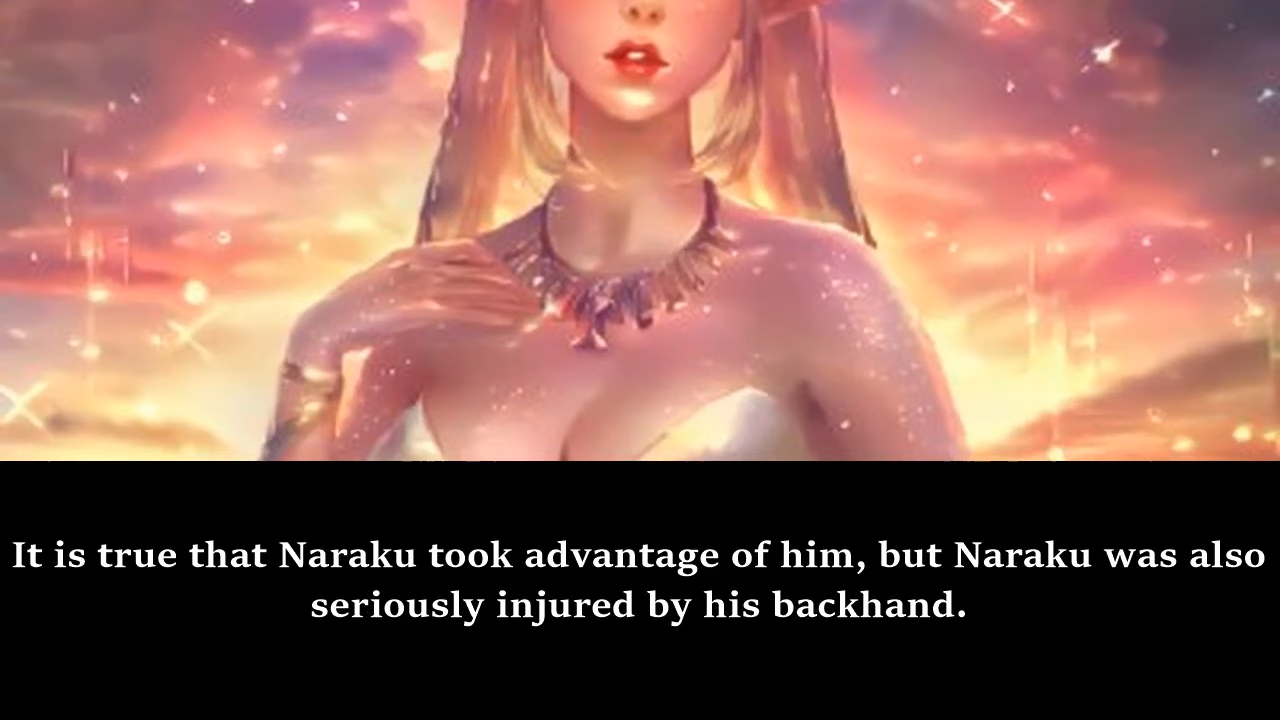 It is true that Naraku took advantage of him, but Naraku was also
seriously injured by his backhand.